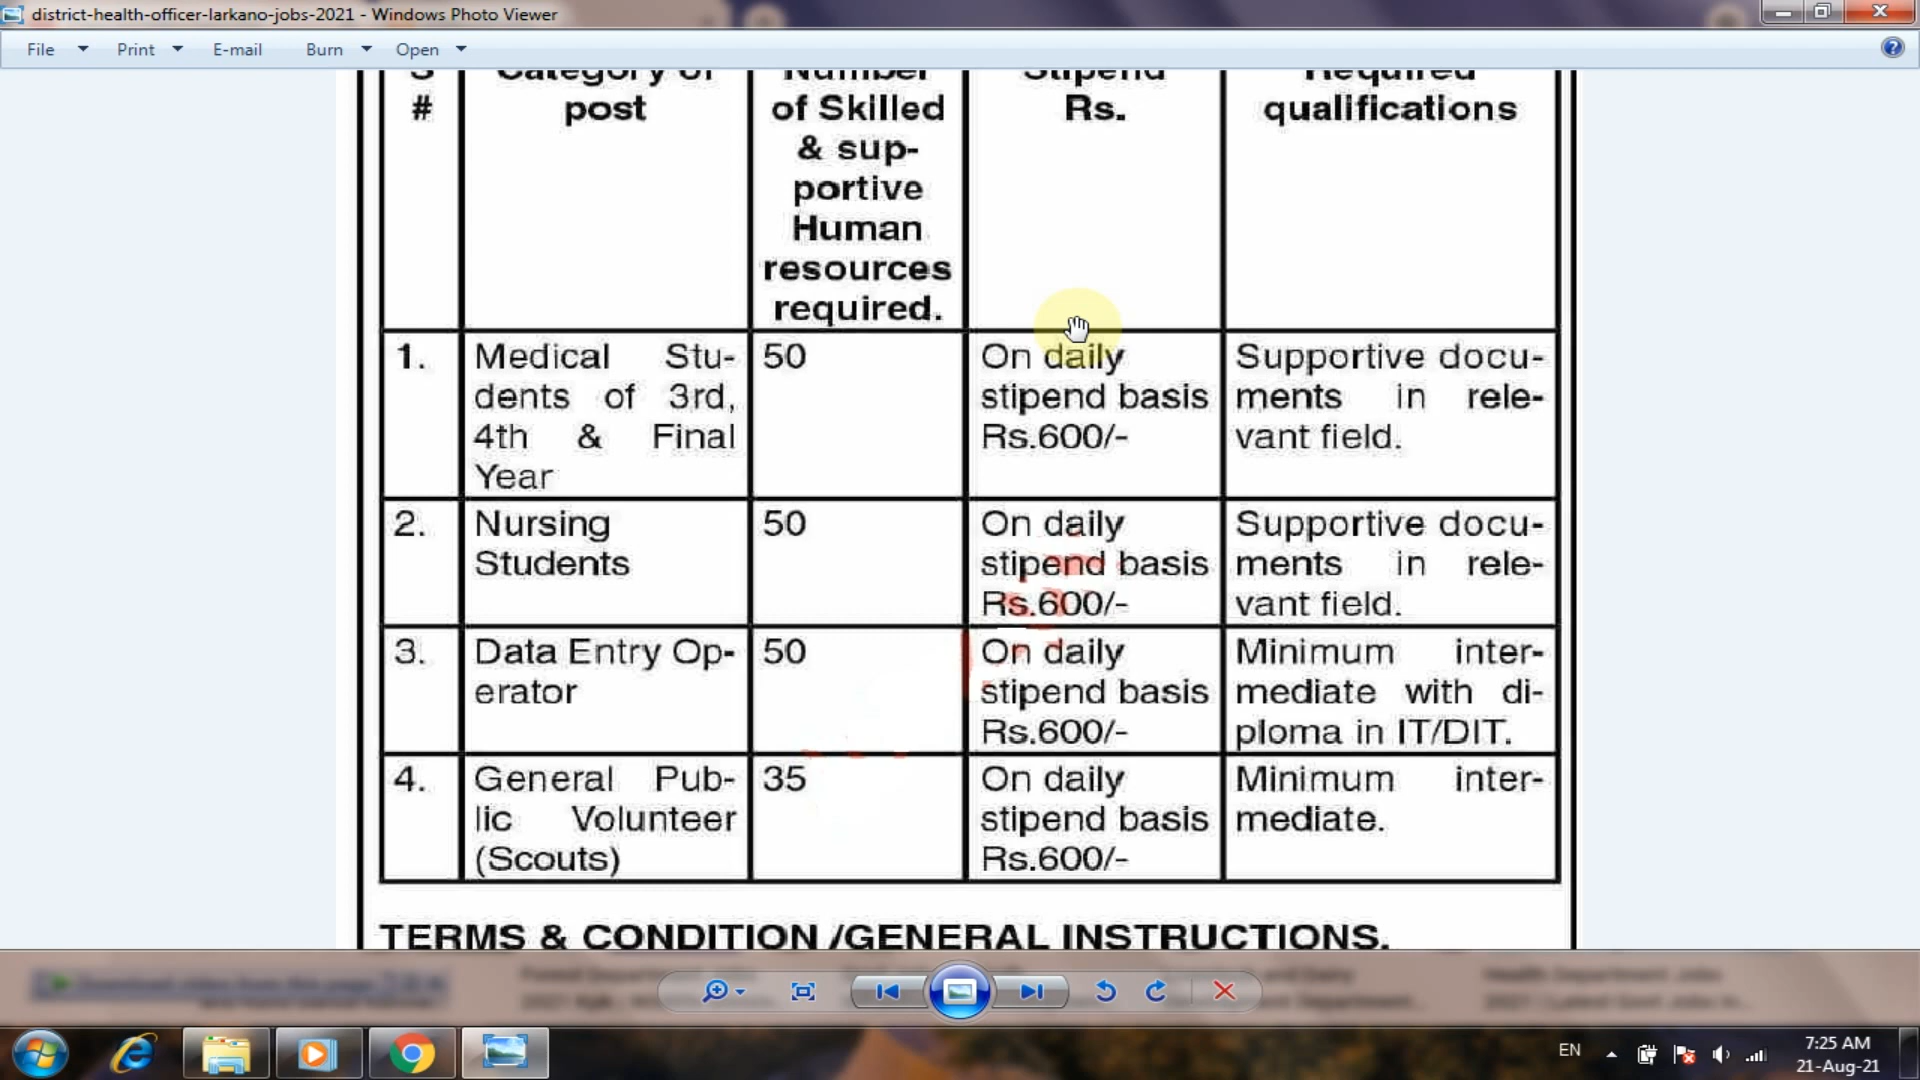 district-health-officer-larkano-jobs-2021 - Windows Photo Viewer
File Print E-mail Burn Open
S Category of Number Stipend Required
# post of Skilled Rs. qualifications
& sup-
portive
Human
resources
required.
1. Medical Stu- 50 On daily Supportive docu-
dents of 3rd, stipend basis ments in rele-
4th & Final Rs.600/- vant field.
Year
2. Nursing 50 On daily Supportive docu-
Students stipend basis ments in rele-
Rs.600/- vant field.
3. Data Entry Op- 50 On daily Minimum inter-
erator stipend basis mediate with di-
Rs.600/- ploma in IT/DIT.
4. General Pub- 35 On daily Minimum inter-
lic Volunteer stipend basis mediate.
(Scouts) Rs.600/-
TERMS & CONDITION /GENERAL INSTRUCTIONS.
EN
7:25 AM
21-Aug-21